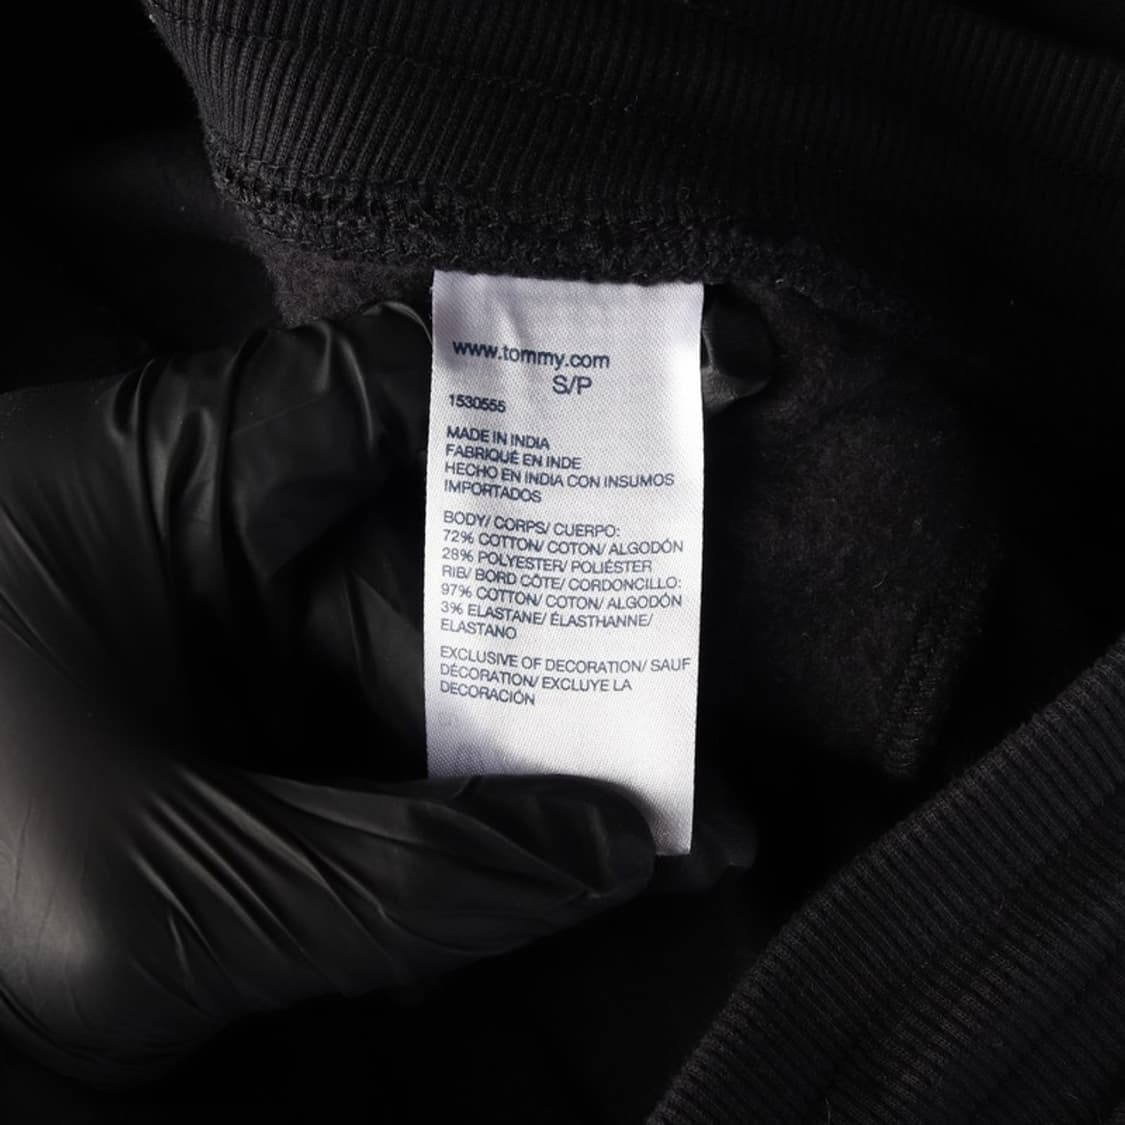 www.tommy.com
S/P
1530555
MADE IN INDIA
FABRIQUÉ EN INDE
HECHO EN INDIA CON INSUMOS
IMPORTADOS
BODY/ CORPS/ CUERPO:
72% COTTON/ COTON/ ALGODÓN
28% POLYESTER/ POLIÉSTER
RIB/ BORD CÔTE/ CORDONCILLO:
97% COTTON/ COTON/ ALGODÓN
3% ELASTANE/ ÉLASTHANNE/
ELASTANO
EXCLUSIVE OF DECORATION/ SAUF
DÉCORATION/ EXCLUYE LA
DECORACIÓN